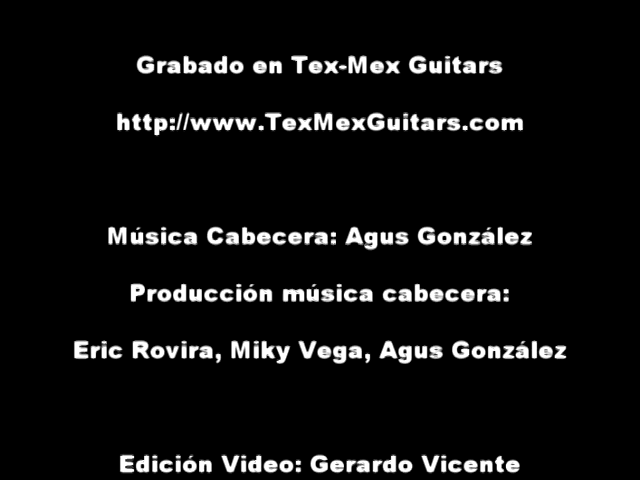 Grabado en Tex-Mex Guitars
http://www.TexMexGuitars.com
Música Cabecera: Agus González
Producción música cabecera:
Eric Rovira, Miky Vega, Agus González
Edición Video: Gerardo Vicente